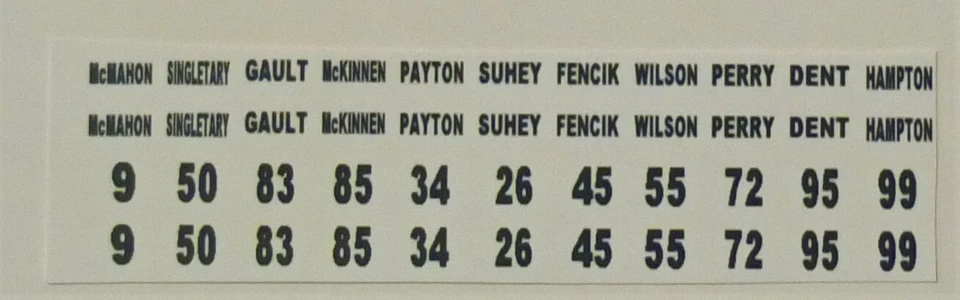 McMAHON SINGLETARY GAULT McKINNEN PAYTON SUHEY FENCIK WILSON PERRY DENT HAMPTON
McMAHON SINGLETARY GAULT McKINNEN PAYTON SUHEY FENCIK WILSON PERRY DENT HAMPTON
9 50 83 85 34 26 45 55 72 95 99
9 50 83 85 34 26 45 55 72 95 99